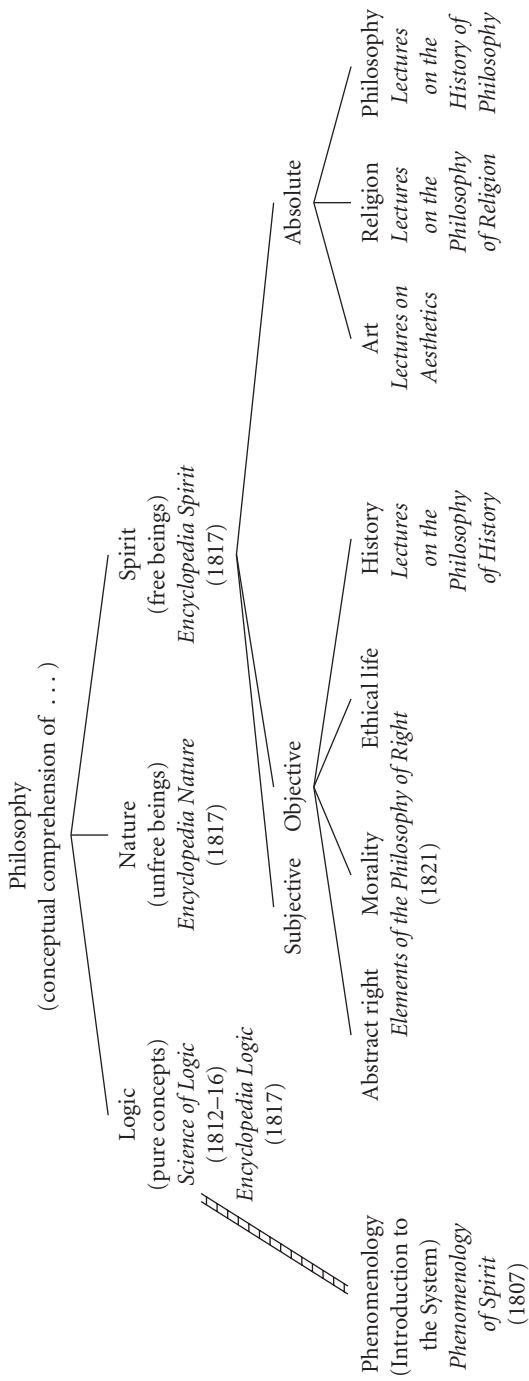 Philosophy
(conceptual comprehension of . . . )
Logic
(pure concepts)
Science of Logic
(1812–16)
Encyclopedia Logic
(1817)
Nature
(unfree beings)
Encyclopedia Nature
(1817)
Spirit
(free beings)
Encyclopedia Spirit
(1817)
Subjective
Objective
Absolute
Phenomenology
(Introduction to
the System)
Phenomenology
of Spirit
(1807)
Abstract right
Morality
Ethical life
Elements of the Philosophy of Right
(1821)
History
Lectures
on the
Philosophy
of History
Art
Lectures on
Aesthetics
Religion
Lectures
on the
Philosophy
of Religion
Philosophy
Lectures
on the
History of
Philosophy